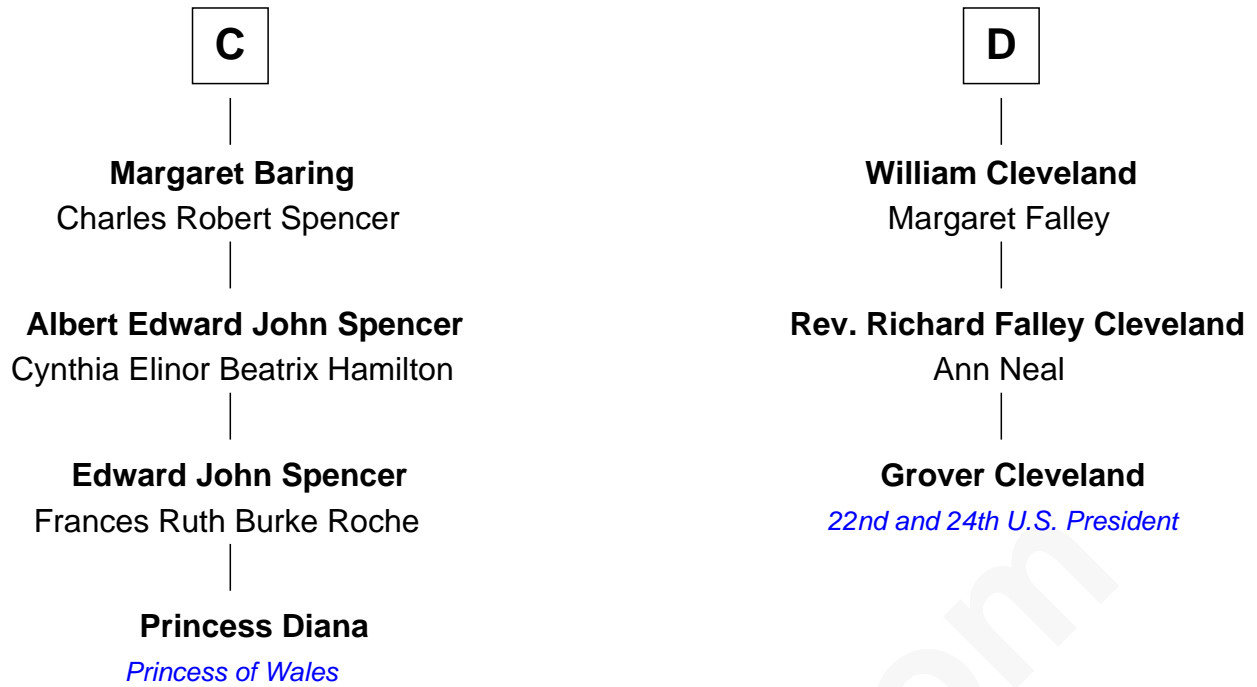 C
Margaret Baring
Charles Robert Spencer
Albert Edward John Spencer
Cynthia Elinor Beatrix Hamilton
Edward John Spencer
Frances Ruth Burke Roche
Princess Diana
Princess of Wales
D
William Cleveland
Margaret Falley
Rev. Richard Falley Cleveland
Ann Neal
Grover Cleveland
22nd and 24th U.S. President
om